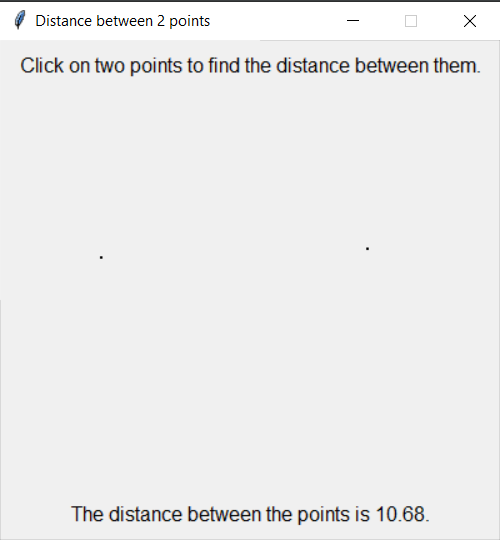 Distance between 2 points
Click on two points to find the distance between them.
The distance between the points is 10.68.